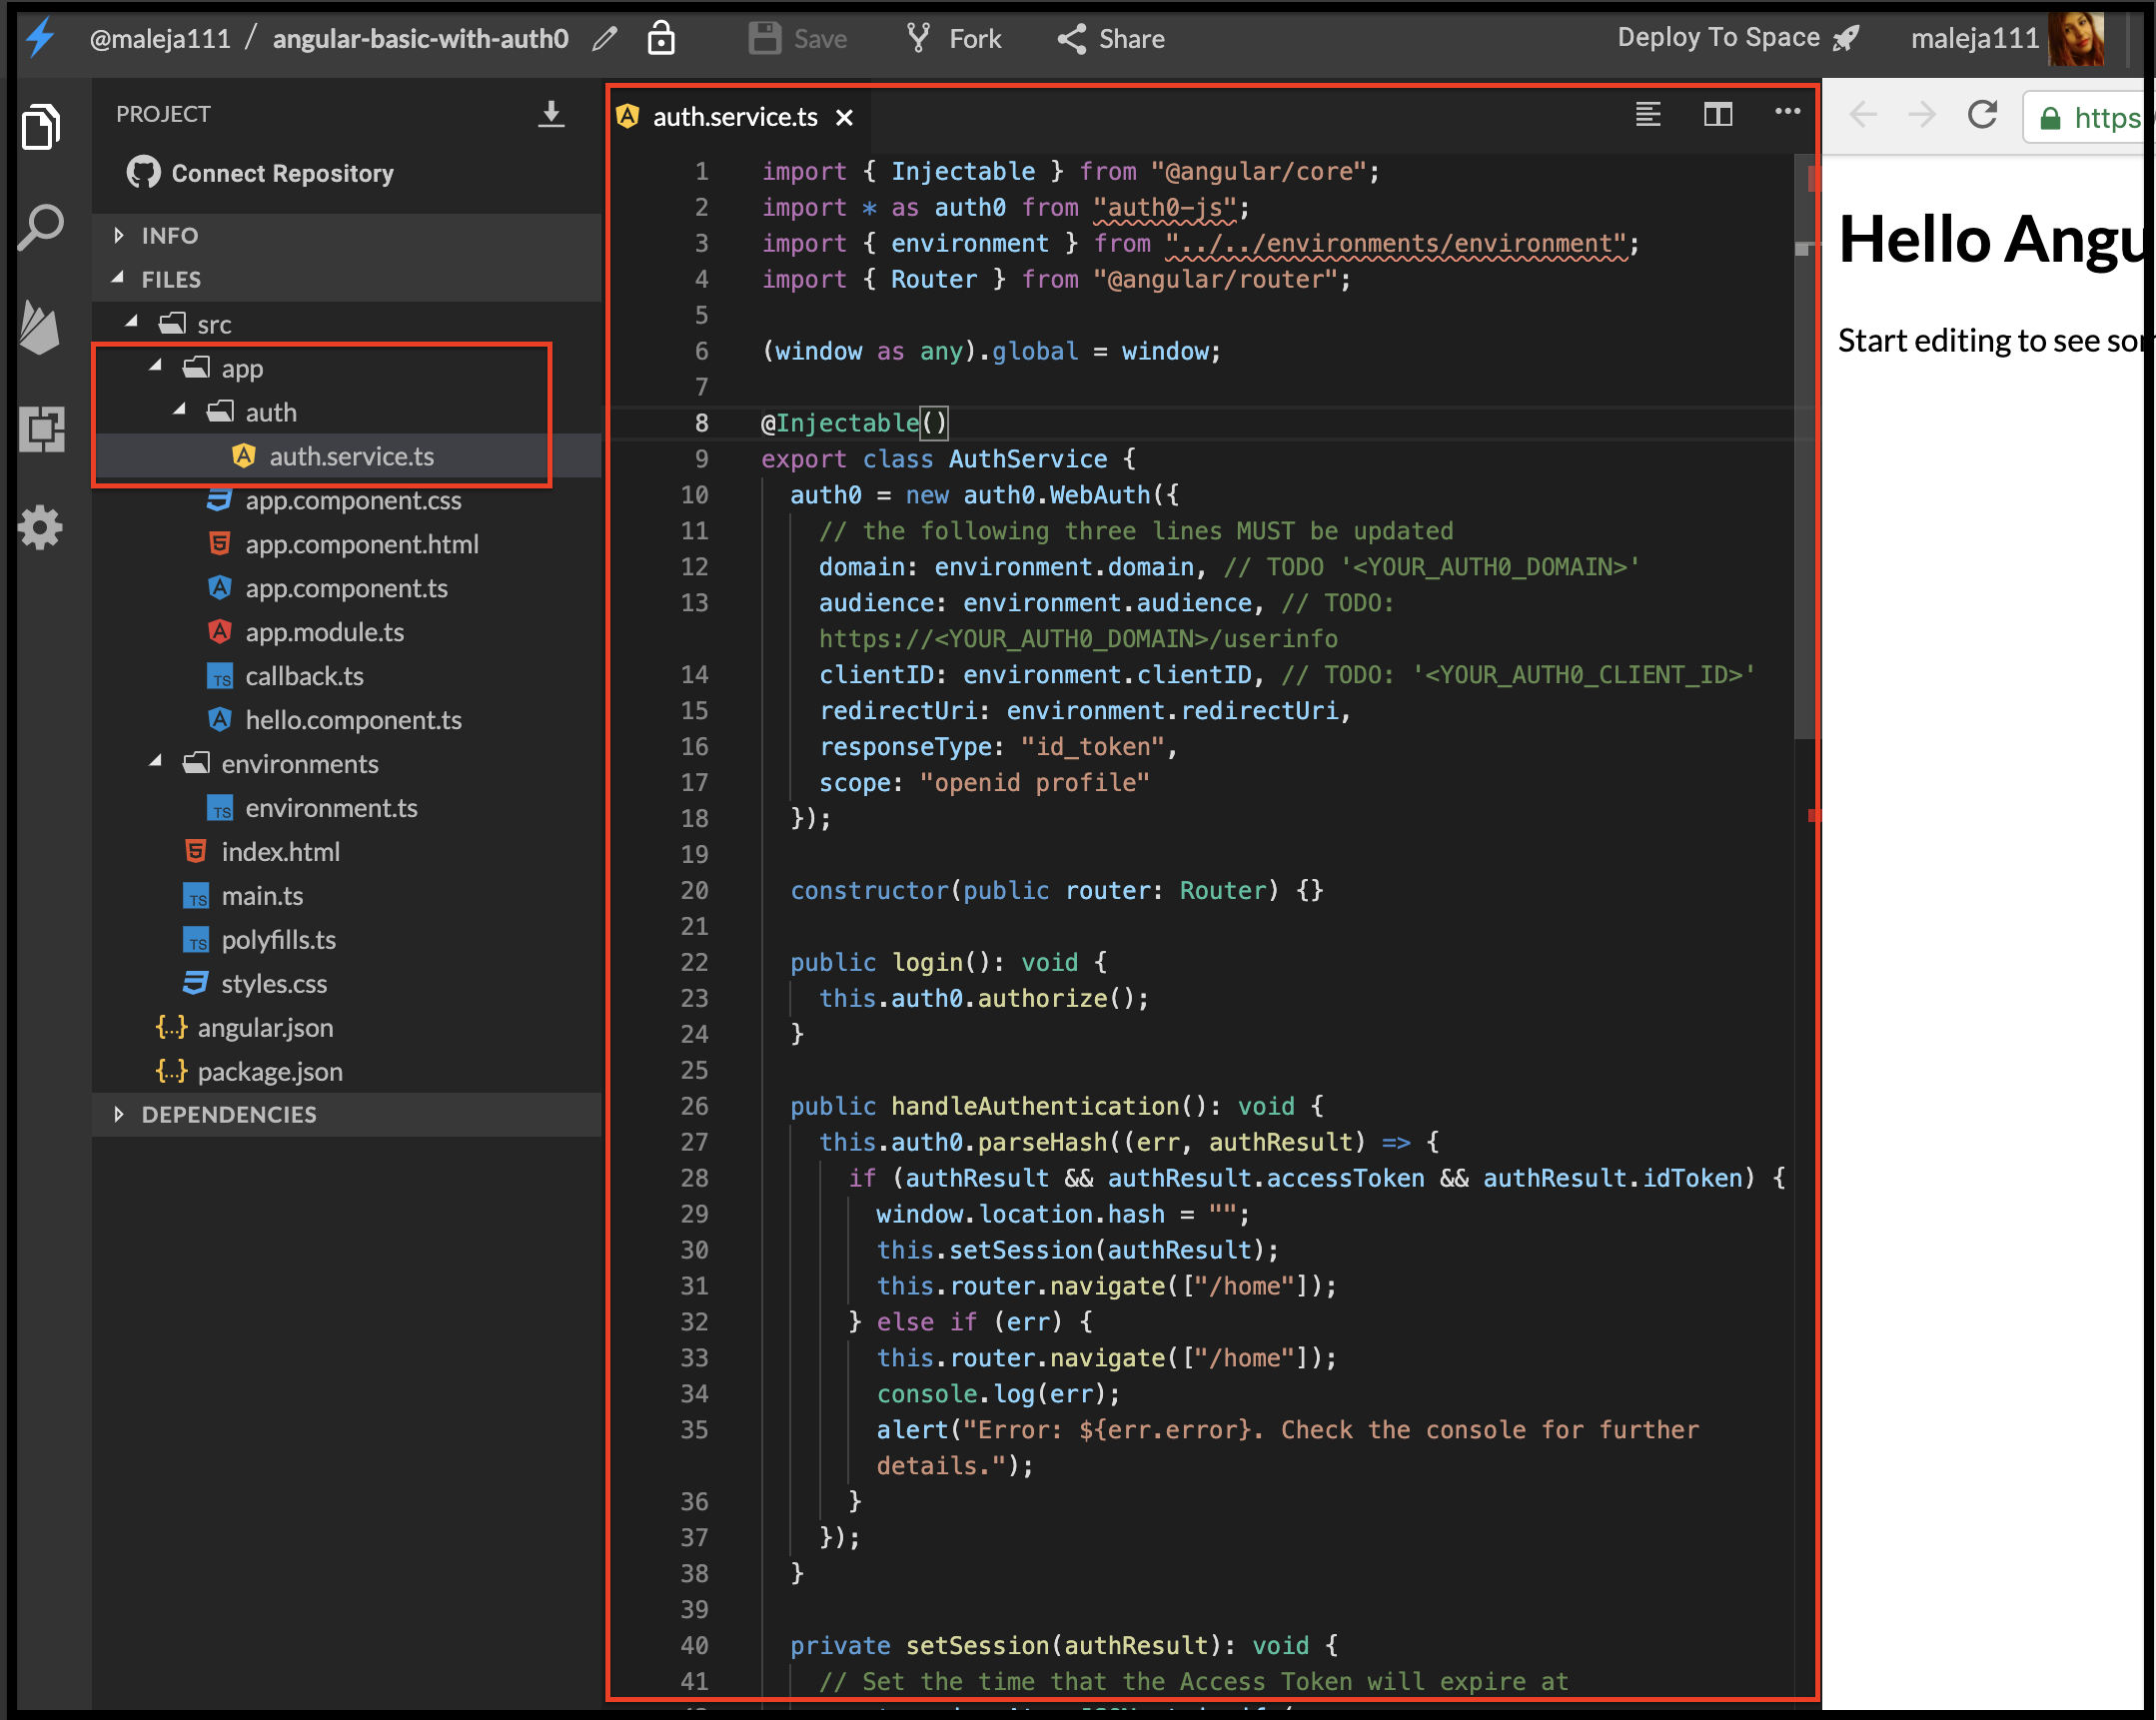 @maleja111 / angular-basic-with-auth0 Save Fork Share Deploy To Space maleja111
PROJECT
Connect Repository
INFO
FILES
src
app
auth
auth.service.ts
app.component.css
app.component.html
app.component.ts
app.module.ts
TS callback.ts
hello.component.ts
environments
TS environment.ts
index.html
TS main.ts
TS polyfills.ts
styles.css
{...} angular.json
{...} package.json
DEPENDENCIES
auth.service.ts
1 import { Injectable } from "@angular/core";
2 import * as auth0 from "auth0-js";
3 import { environment } from "../../environments/environment";
4 import { Router } from "@angular/router";
5
6 (window as any).global = window;
7
8 @Injectable()
9 export class AuthService {
10 auth0 = new auth0.WebAuth({
11 // the following three lines MUST be updated
12 domain: environment.domain, // TODO '<YOUR_AUTH0_DOMAIN>'
13 audience: environment.audience, // TODO:
https://<YOUR_AUTH0_DOMAIN>/userinfo
14 clientID: environment.clientID, // TODO: '<YOUR_AUTH0_CLIENT_ID>'
15 redirectUri: environment.redirectUri,
16 responseType: "id_token",
17 scope: "openid profile"
18 });
19
20 constructor(public router: Router) {}
21
22 public login(): void {
23 this.auth0.authorize();
24 }
25
26 public handleAuthentication(): void {
27 this.auth0.parseHash((err, authResult) => {
28 if (authResult && authResult.accessToken && authResult.idToken) {
29 window.location.hash = "";
30 this.setSession(authResult);
31 this.router.navigate(["/home"]);
32 } else if (err) {
33 this.router.navigate(["/home"]);
34 console.log(err);
35 alert("Error: ${err.error}. Check the console for further
details.");
36 }
37 });
38 }
39
40 private setSession(authResult): void {
41 // Set the time that the Access Token will expire at
https
Hello Angu
Start editing to see som